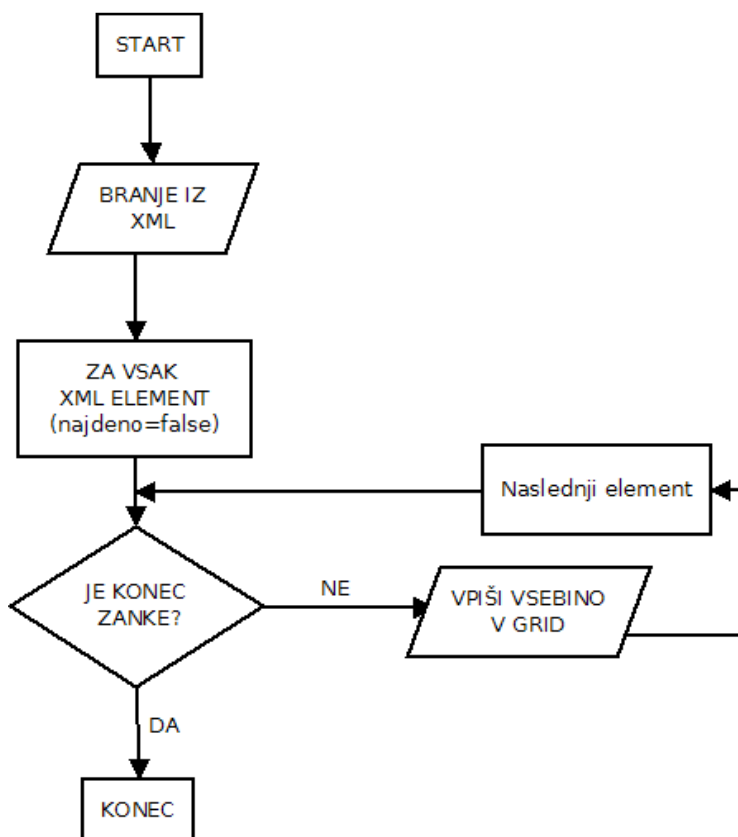 START
BRANJE IZ
XML
ZA VSAK
XML ELEMENT
(najdeno=false)
Naslednji element
JE KONEC
ZANKE?
NE
VPIŠI VSEBINO
V GRID
DA
KONEC